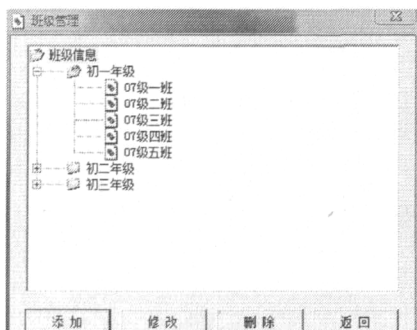 班级管理
班级信息
初一年级
07级一班
07级二班
07级三班
07级四班
07级五班
初二年级
初三年级
添加 修改 删除 返回